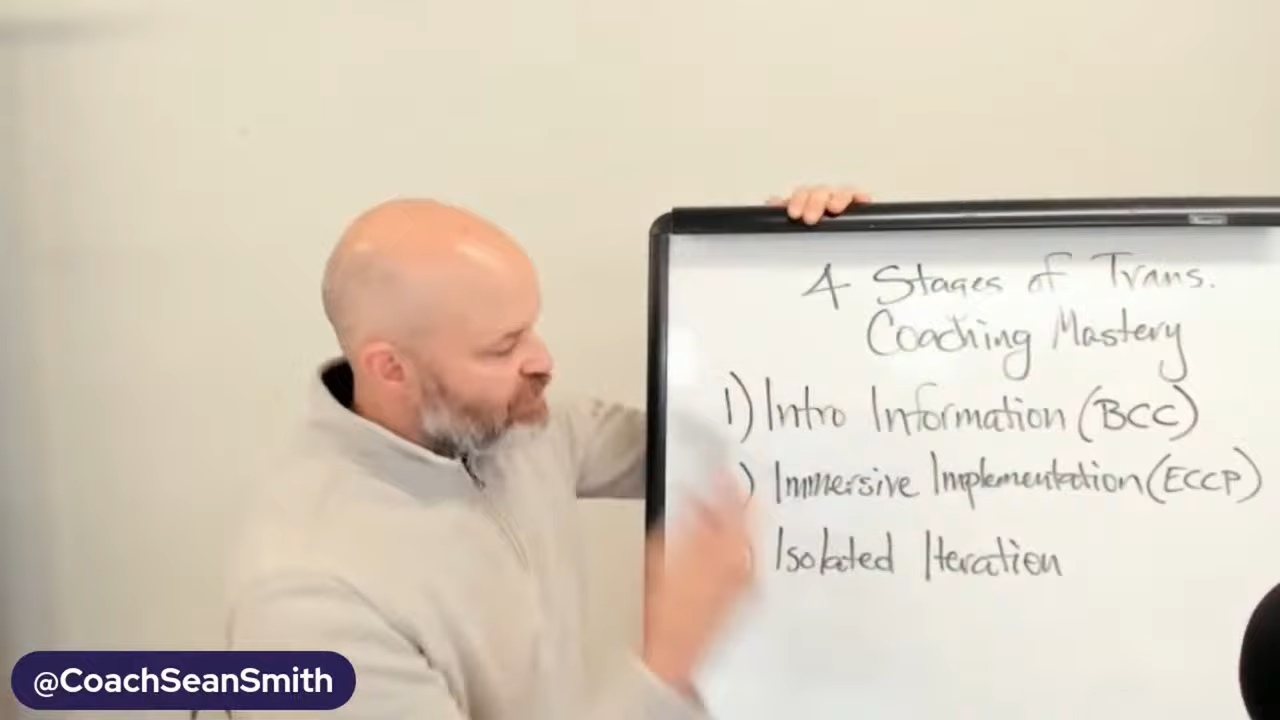 4 Stages of Trans.
Coaching Mastery
1) Intro Information (BCC)
) Immersive Implementation (ECCP)
Isolated Iteration
@CoachSeanSmith